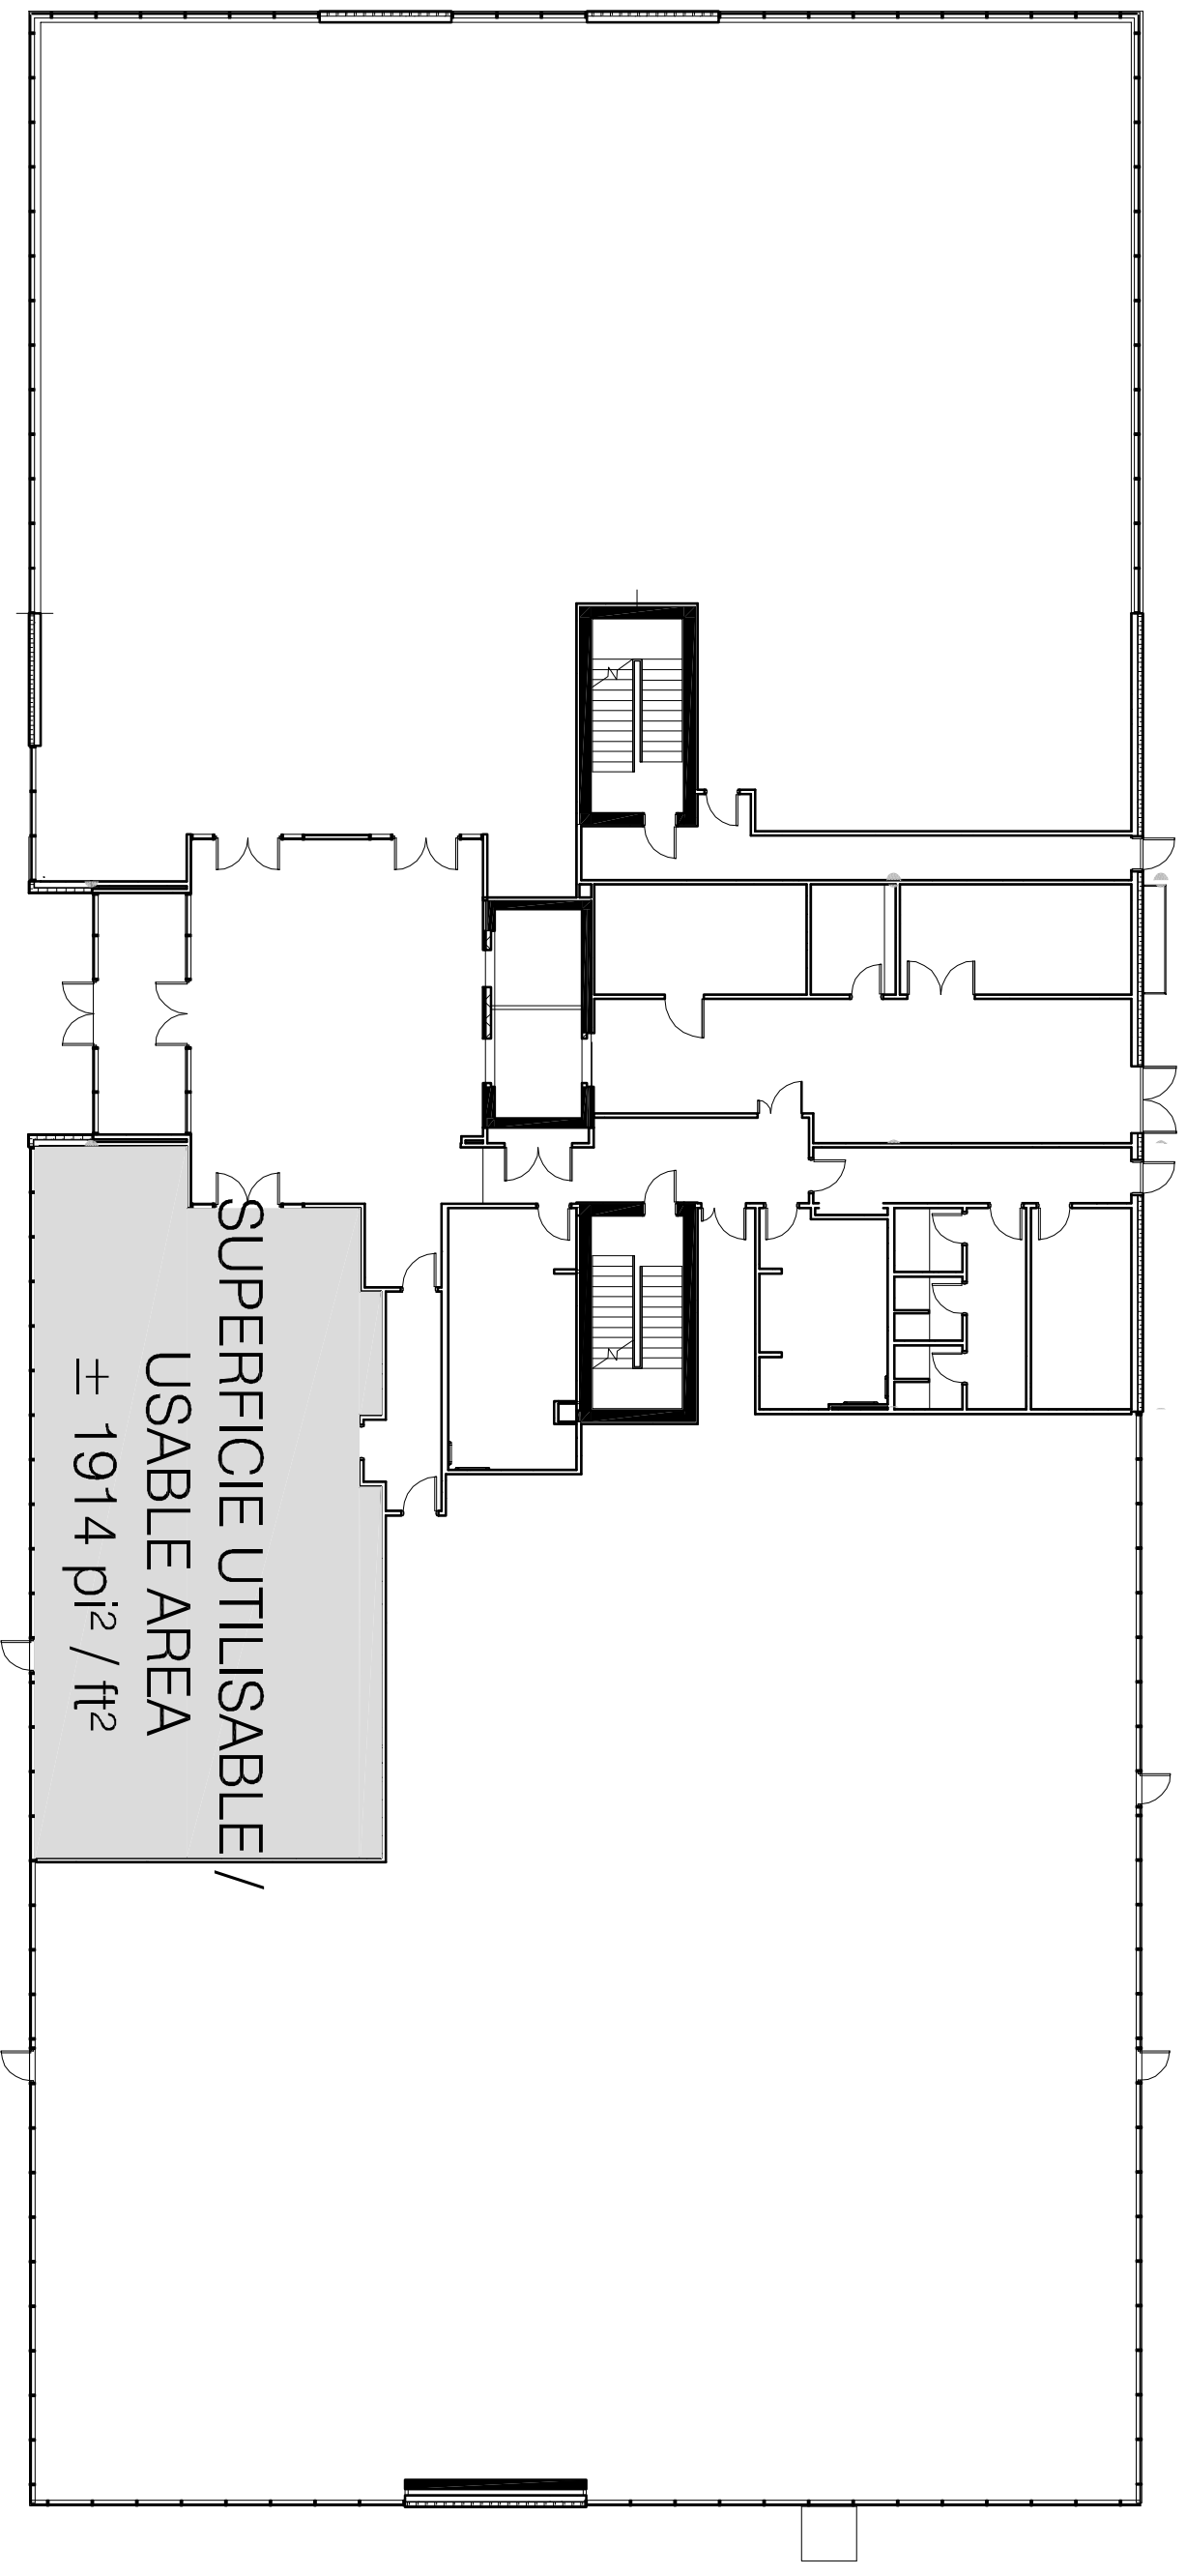 SUPERFICIE UTILISABLE /
USABLE AREA
± 1914 pi² / ft²